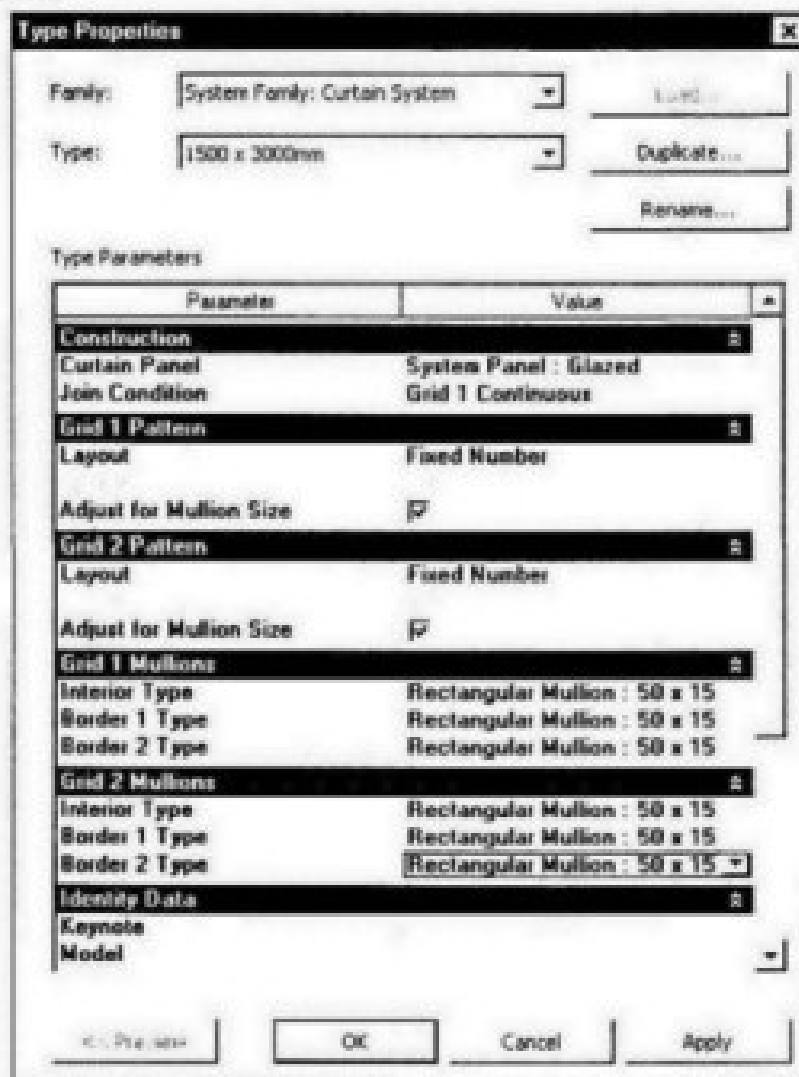 Type Properties
Family: System Family: Curtain System
Type: 1500 x 3000mm Duplicate...
Rename...
Type Parameters
Parameter Value
Construction
Curtain Panel System Panel : Glazed
Join Condition Grid 1 Continuous
Grid 1 Pattern
Layout Fixed Number
Adjust for Mullion Size
Grid 2 Pattern
Layout Fixed Number
Adjust for Mullion Size
Grid 1 Mullions
Interior Type Rectangular Mullion : 50 x 15
Border 1 Type Rectangular Mullion : 50 x 15
Border 2 Type Rectangular Mullion : 50 x 15
Grid 2 Mullions
Interior Type Rectangular Mullion : 50 x 15
Border 1 Type Rectangular Mullion : 50 x 15
Border 2 Type Rectangular Mullion : 50 x 15
Identity Data
Keynote
Model
OK Cancel Apply